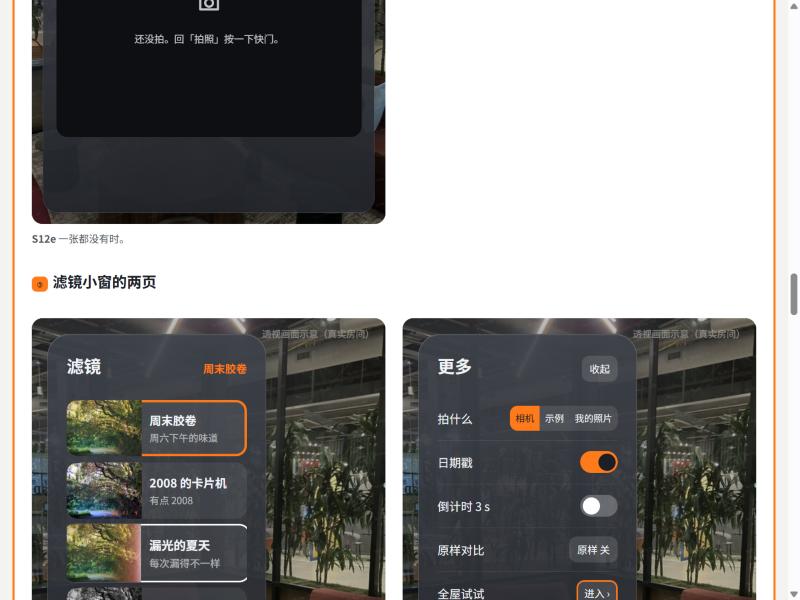 还没拍。回「拍照」按一下快门。
S12e 一张都没有时。
滤镜小窗的两页
透视画面示意（真实房间）
滤镜
周末胶卷
周末胶卷
周六下午的味道
2008 的卡片机
有点 2008
漏光的夏天
每次漏得不一样
透视画面示意（真实房间）
更多
收起
拍什么
相机 示例 我的照片
日期戳
倒计时 3 s
原样对比
原样 关
全屋试试
进入 ›